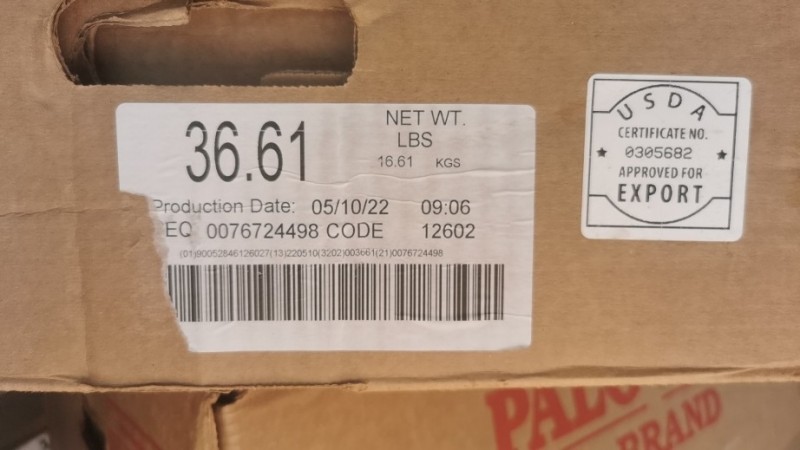 36.61
NET WT.
LBS
16.61 KGS
Production Date: 05/10/22 09:06
EQ 0076724498 CODE 12602
(01)90052846126027(13)220510(3202)003661(21)0076724498
USDA
CERTIFICATE NO.
0305682
APPROVED FOR
EXPORT
BRAND